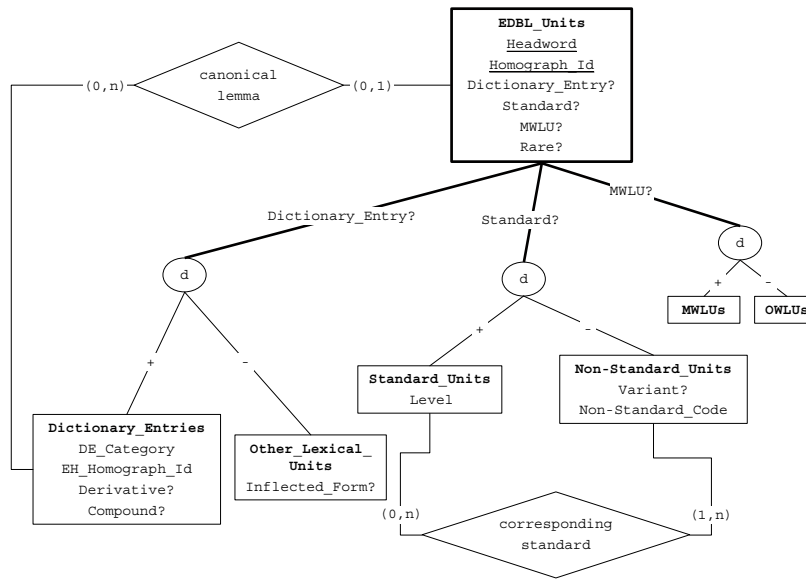 EDBL_Units
Headword
Homograph_Id
Dictionary_Entry?
Standard?
MWLU?
Rare?
canonical
lemma
(0,n)
(0,1)
Dictionary_Entry?
Standard?
MWLU?
d
d
d
+
-
MWLUs
OWLUs
+
-
+
-
Standard_Units
Level
Non-Standard_Units
Variant?
Non-Standard_Code
Dictionary_Entries
DE_Category
EH_Homograph_Id
Derivative?
Compound?
Other_Lexical_
Units
Inflected_Form?
(0,n)
(1,n)
corresponding
standard